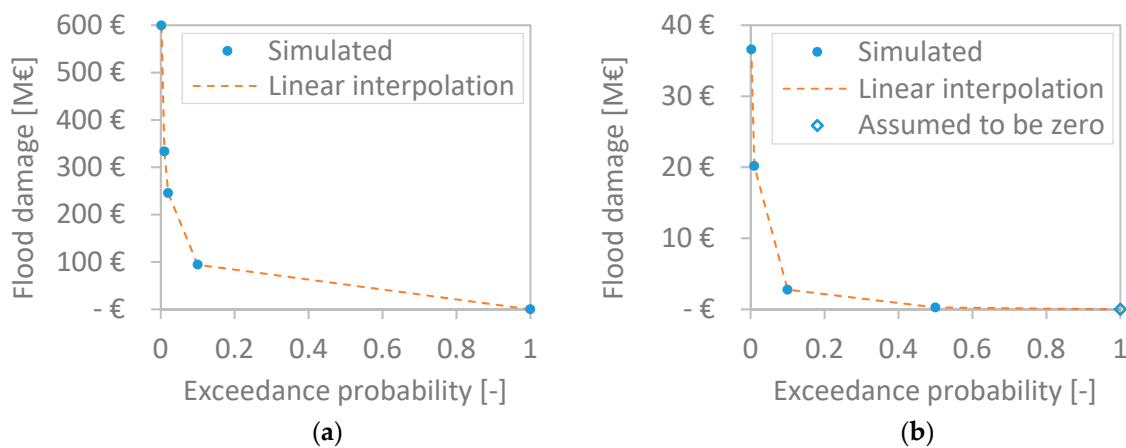 600 €
500 €
400 €
300 €
200 €
100 €
- €
Flood damage [M€]
Simulated
Linear interpolation
0
0.2
0.4
0.6
0.8
1
Exceedance probability [-]
(a)
40 €
30 €
20 €
10 €
- €
Flood damage [M€]
Simulated
Linear interpolation
Assumed to be zero
0
0.2
0.4
0.6
0.8
1
Exceedance probability [-]
(b)